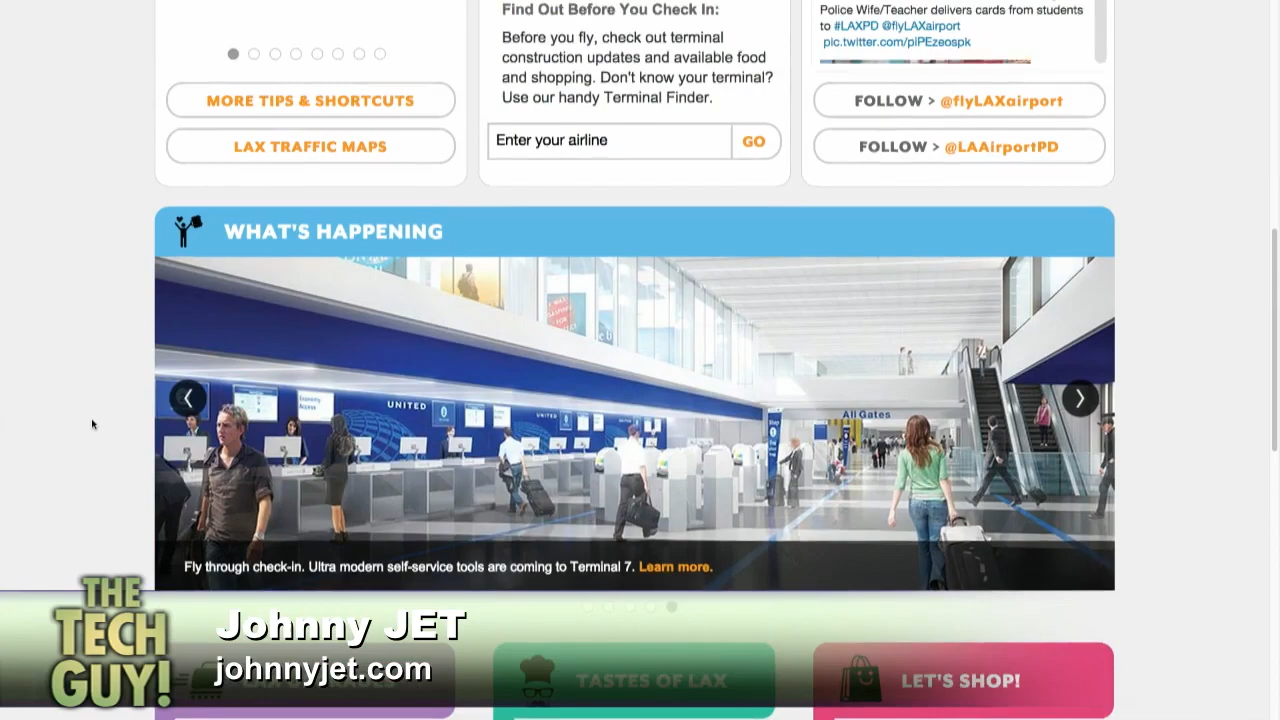 Find Out Before You Check In:
Before you fly, check out terminal
construction updates and available food
and shopping. Don't know your terminal?
Use our handy Terminal Finder.
Enter your airline
GO
MORE TIPS & SHORTCUTS
LAX TRAFFIC MAPS
Police Wife/Teacher delivers cards from students
to #LAXPD @flyLAXairport
pic.twitter.com/piPEzeospk
FOLLOW > @flyLAXairport
FOLLOW > @LAAirportPD
WHAT'S HAPPENING
Economy
Access
UNITED
UNITED
All Gates
Fly through check-in. Ultra modern self-service tools are coming to Terminal 7. Learn more.
THE
TECH
GUY!
Johnny JET
johnnyjet.com
TASTES OF LAX
LET'S SHOP!